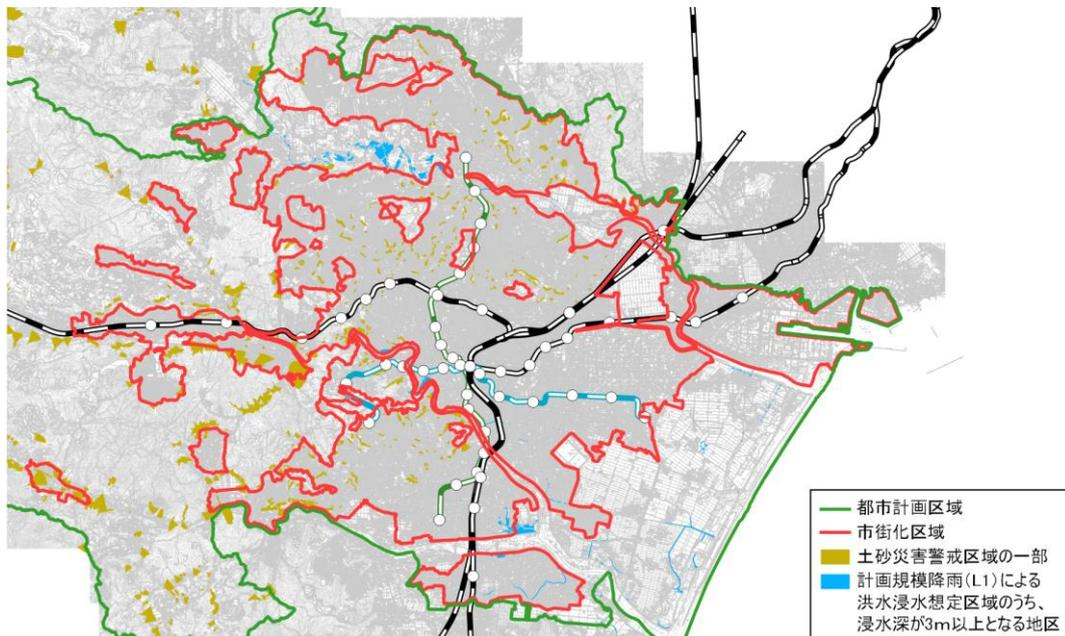 都市計画区域
市街化区域
土砂災害警戒区域の一部
計画規模降雨(L1)による
洪水浸水想定区域のうち、
浸水深が3m以上となる地区